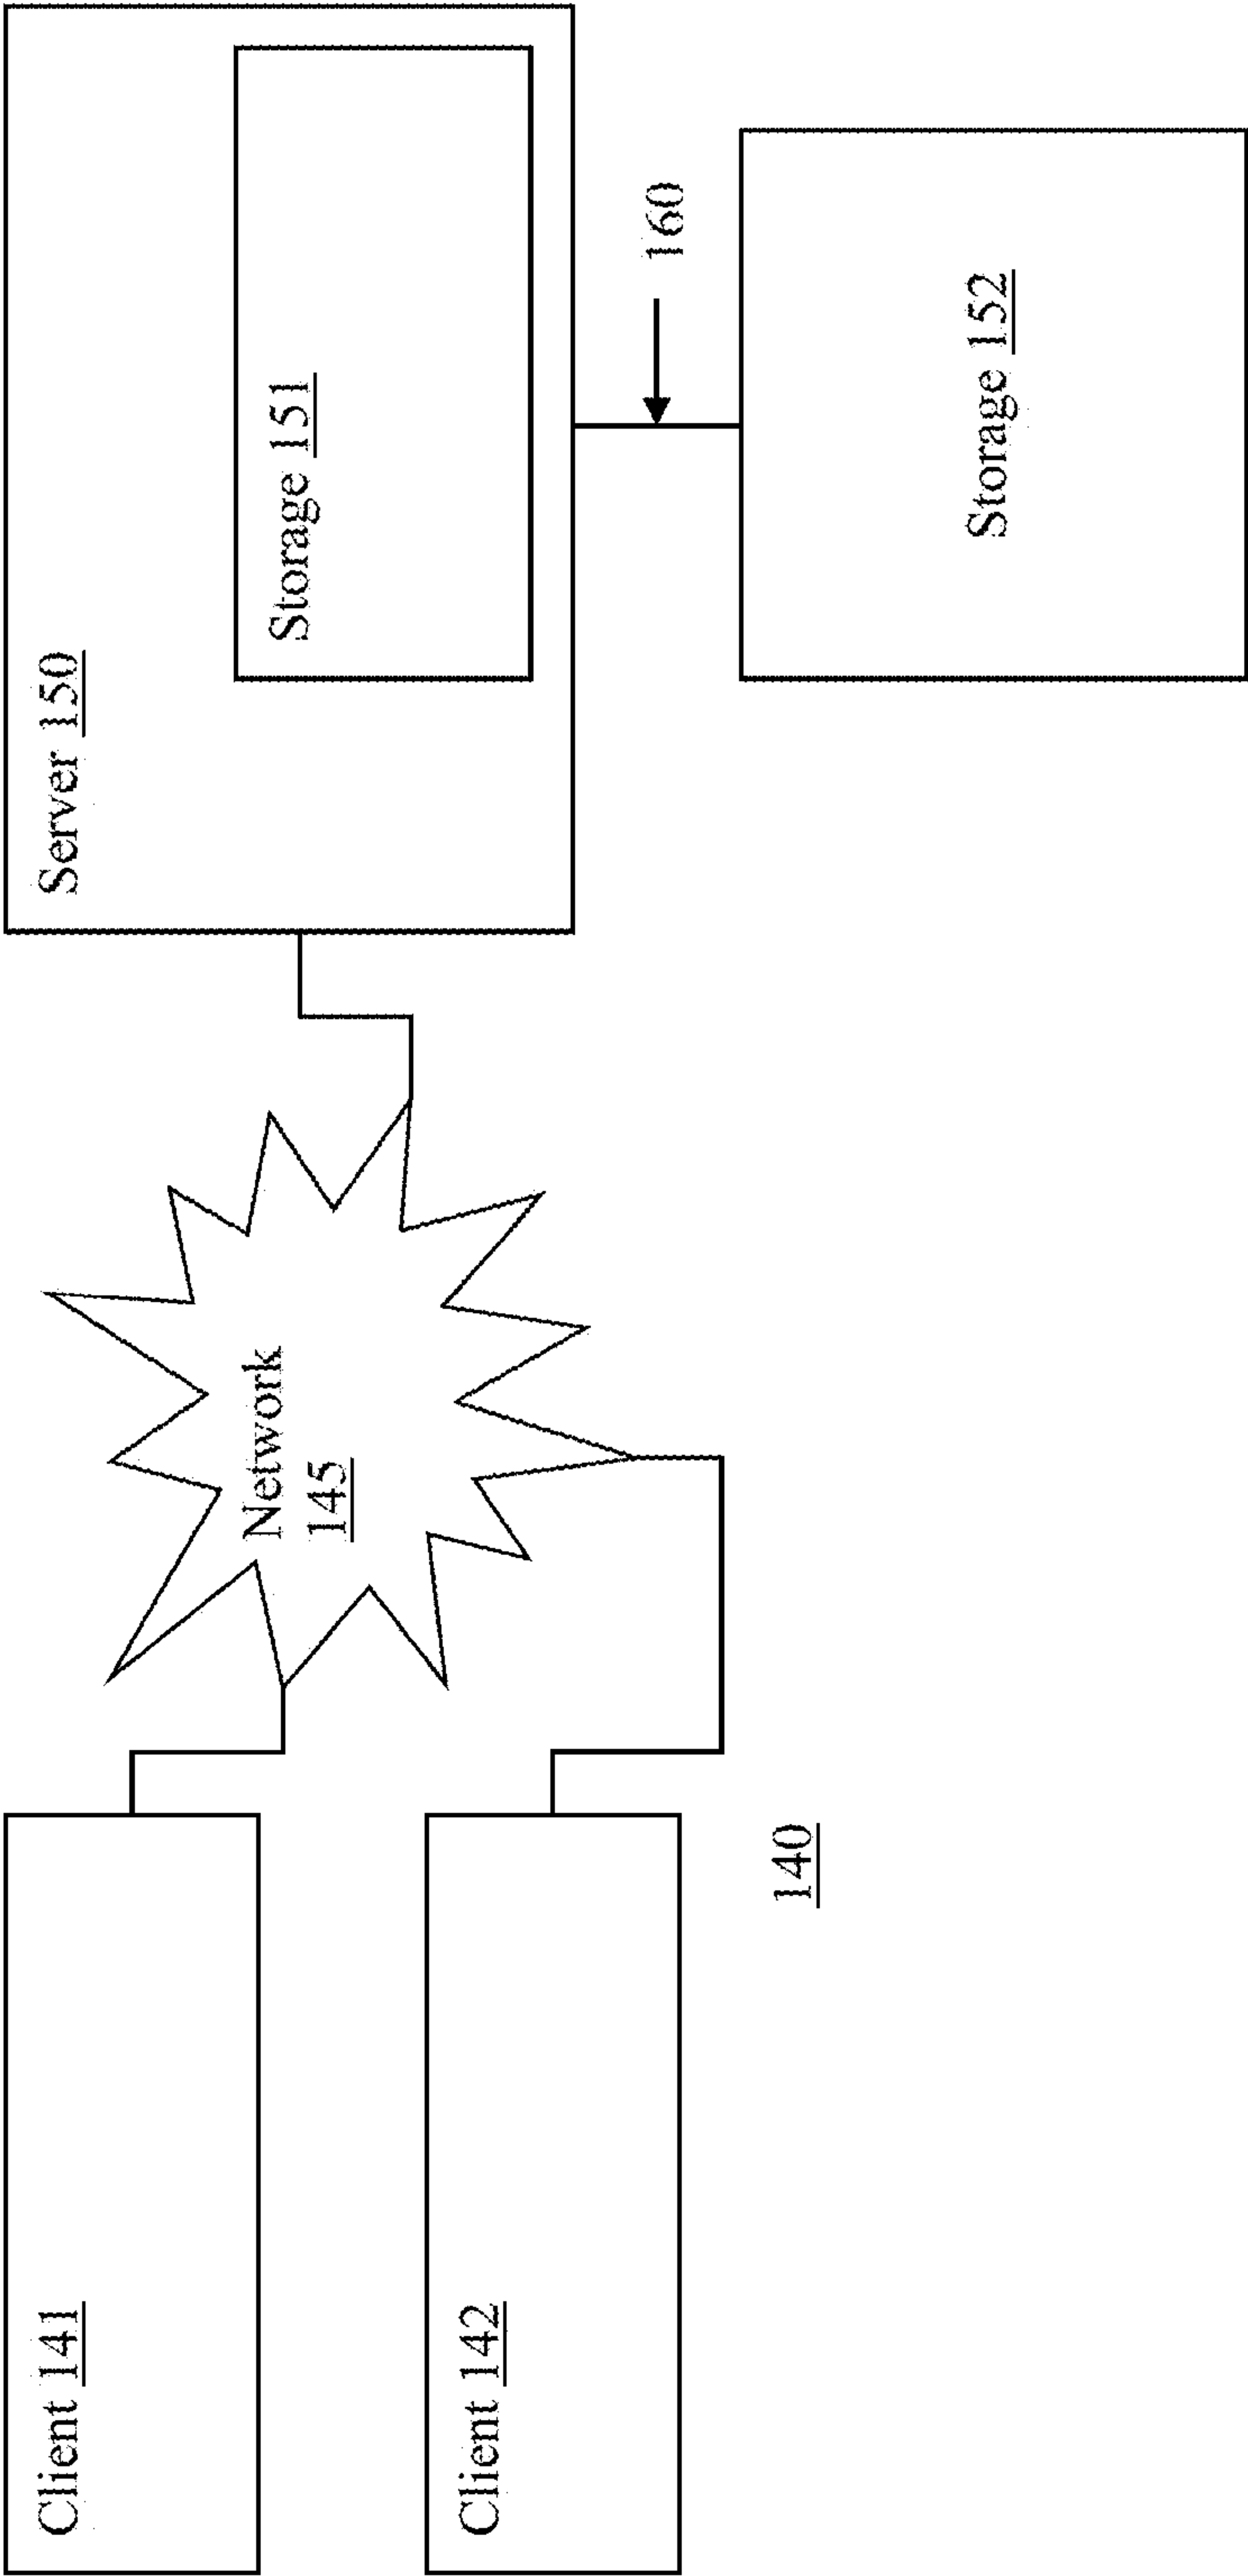 Client 141
Client 142
140
Network
145
Server 150
Storage 151
160
Storage 152